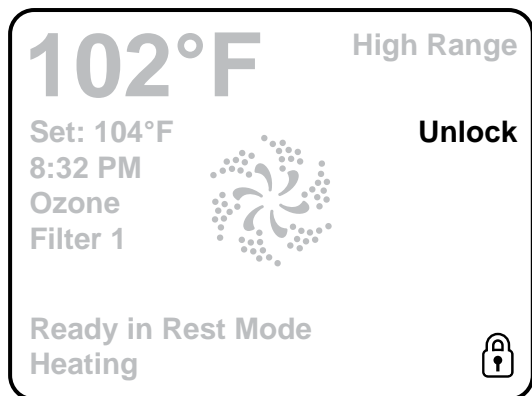 102°F
High Range
Set: 104°F
Unlock
8:32 PM
Ozone
Filter 1
Ready in Rest Mode
Heating